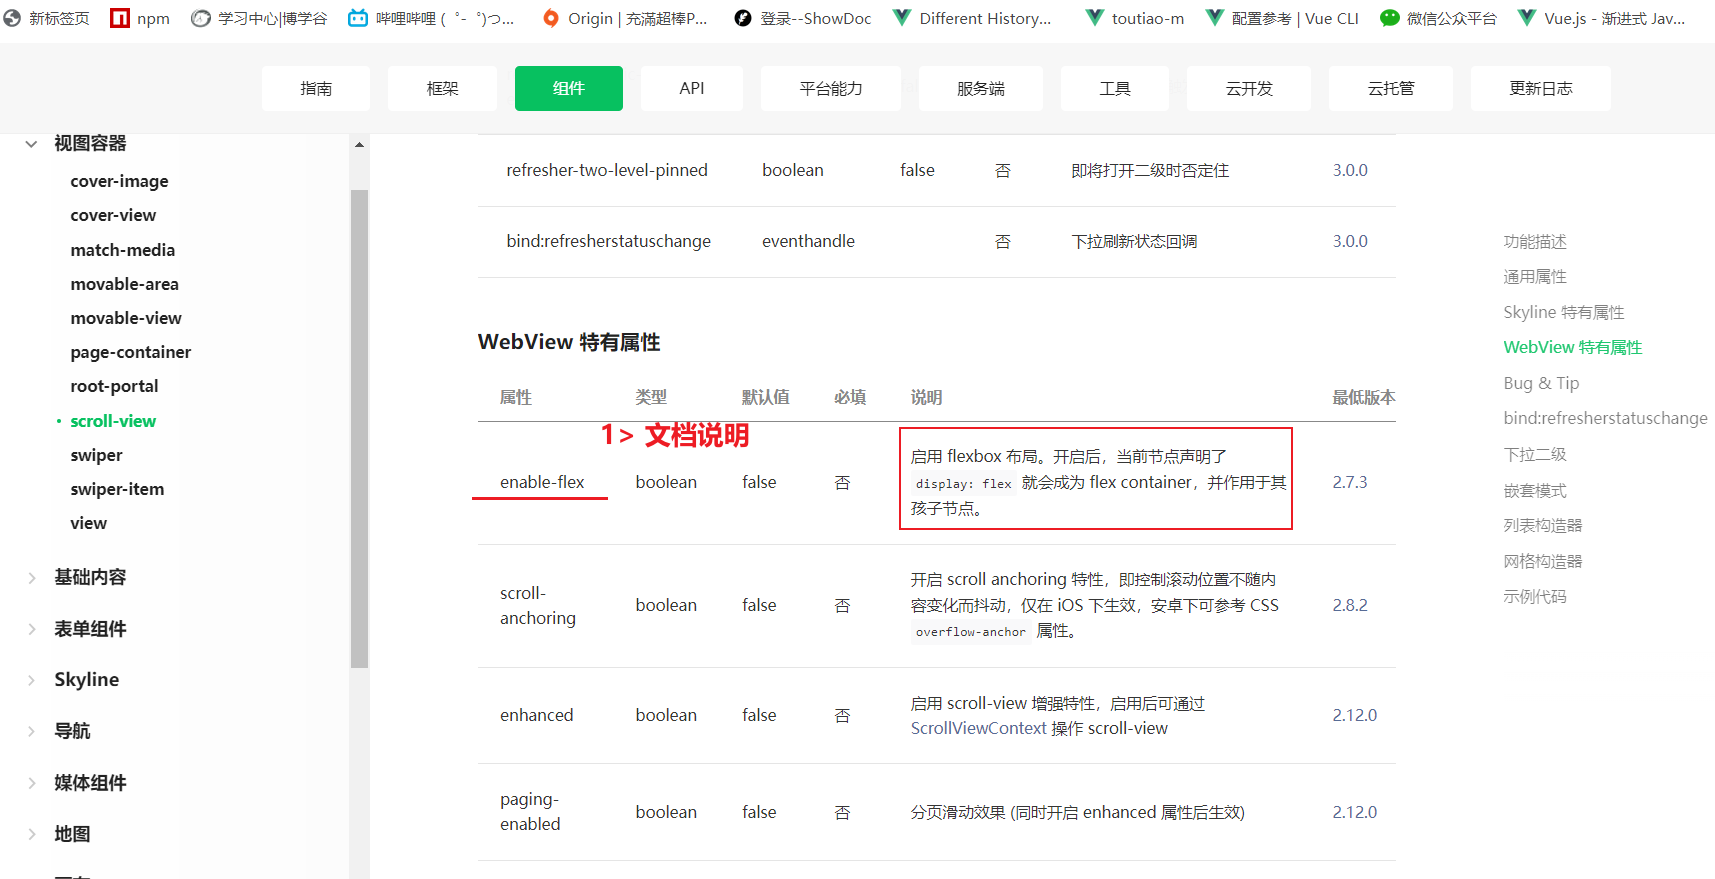 新标签页 npm 学习中心|博学谷 哔哩哔哩 (゜-゜)つ... Origin | 充满超棒P... 登录--ShowDoc Different History... toutiao-m 配置参考 | Vue CLI 微信公众平台 Vue.js - 渐进式 Jav...
指南 框架 组件 API 平台能力 服务端 工具 云开发 云托管 更新日志
视图容器
cover-image
cover-view
match-media
movable-area
movable-view
page-container
root-portal
scroll-view
swiper
swiper-item
view
基础内容
表单组件
Skyline
导航
媒体组件
地图
refresher-two-level-pinned boolean false 否 即将打开二级时否定住 3.0.0
bind:refresherstatuschange eventhandle 否 下拉刷新状态回调 3.0.0
WebView 特有属性
属性 类型 默认值 必填 说明 最低版本
1> 文档说明
enable-flex boolean false 否 2.7.3
启用 flexbox 布局。开启后，当前节点声明了
display: flex 就会成为 flex container，并作用于其
孩子节点。
scroll-
anchoring
boolean false 否 2.8.2
开启 scroll anchoring 特性，即控制滚动位置不随内
容变化而抖动，仅在 iOS 下生效，安卓下可参考 CSS
overflow-anchor 属性。
enhanced boolean false 否 2.12.0
启用 scroll-view 增强特性，启用后可通过
ScrollViewContext 操作 scroll-view
paging-
enabled
boolean false 否 分页滑动效果 (同时开启 enhanced 属性后生效) 2.12.0
功能描述
通用属性
Skyline 特有属性
WebView 特有属性
Bug & Tip
bind:refresherstatuschange
下拉二级
嵌套模式
列表构造器
网格构造器
示例代码